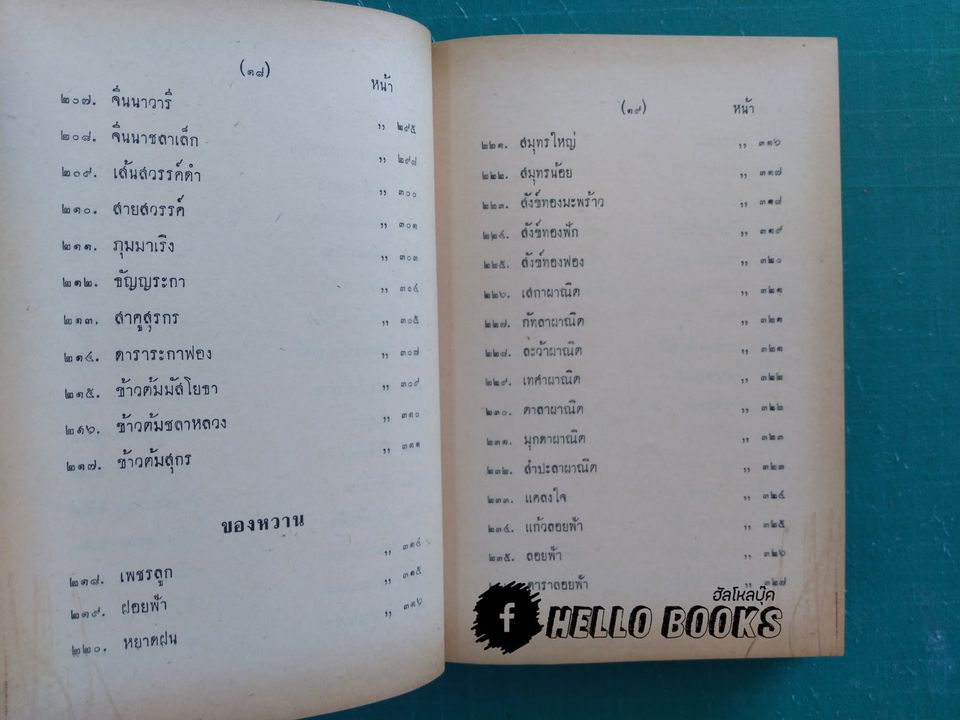 (๑๘)
หน้า
๒๐๗. จิ่นนาวารี ,, ๒๙๕
๒๐๘. จิ่นนาชลาเล็ก ,, ๒๙๘
๒๐๙. เส้นสวรรค์ดำ ,, ๓๐๐
๒๑๐. สายสวรรค์ ,, ๓๐๑
๒๑๑. ภุมมาเริง ,, ๓๐๓
๒๑๒. ธัญญระกา ,, ๓๐๔
๒๑๓. สาคูสุรกร ,, ๓๐๕
๒๑๔. ดาราระกาฟอง ,, ๓๐๗
๒๑๕. ข้าวต้มมัสโยธา ,, ๓๐๙
๒๑๖. ข้าวต้มชลาหลวง ,, ๓๑๐
๒๑๗. ข้าวต้มสุกร ,, ๓๑๑
ของหวาน
๒๑๘. เพชรลูก ,, ๓๑๔
๒๑๙. ฝอยฟ้า ,, ๓๑๕
๒๒๐. หยาดฝน ,, ๓๑๖
(๑๙)
หน้า
๒๒๑. สมุทรใหญ่ ,, ๓๑๖
๒๒๒. สมุทรน้อย ,, ๓๑๗
๒๒๓. สังข์ทองมะพร้าว ,, ๓๑๘
๒๒๔. สังข์ทองฟัก ,, ๓๑๙
๒๒๕. สังข์ทองฟอง ,, ๓๒๐
๒๒๖. เสกาผาณิต ,, ๓๒๑
๒๒๗. กัทลาผาณิต ,, ๓๒๑
๒๒๘. ละว้าผาณิต ,, ๓๒๑
๒๒๙. เทศาผาณิต ,, ๓๒๒
๒๓๐. ตาลาผาณิต ,, ๓๒๒
๒๓๑. มุกดาผาณิต ,, ๓๒๓
๒๓๒. สำปะลาผาณิต ,, ๓๒๓
๒๓๓. แคลงใจ ,, ๓๒๔
๒๓๔. แก้วลอยฟ้า ,, ๓๒๕
๒๓๕. ลอยฟ้า ,, ๓๒๖
ดาราลอยฟ้า ,, ๓๒๗
ฮัลโหลบุ๊ค
f HELLO BOOKS